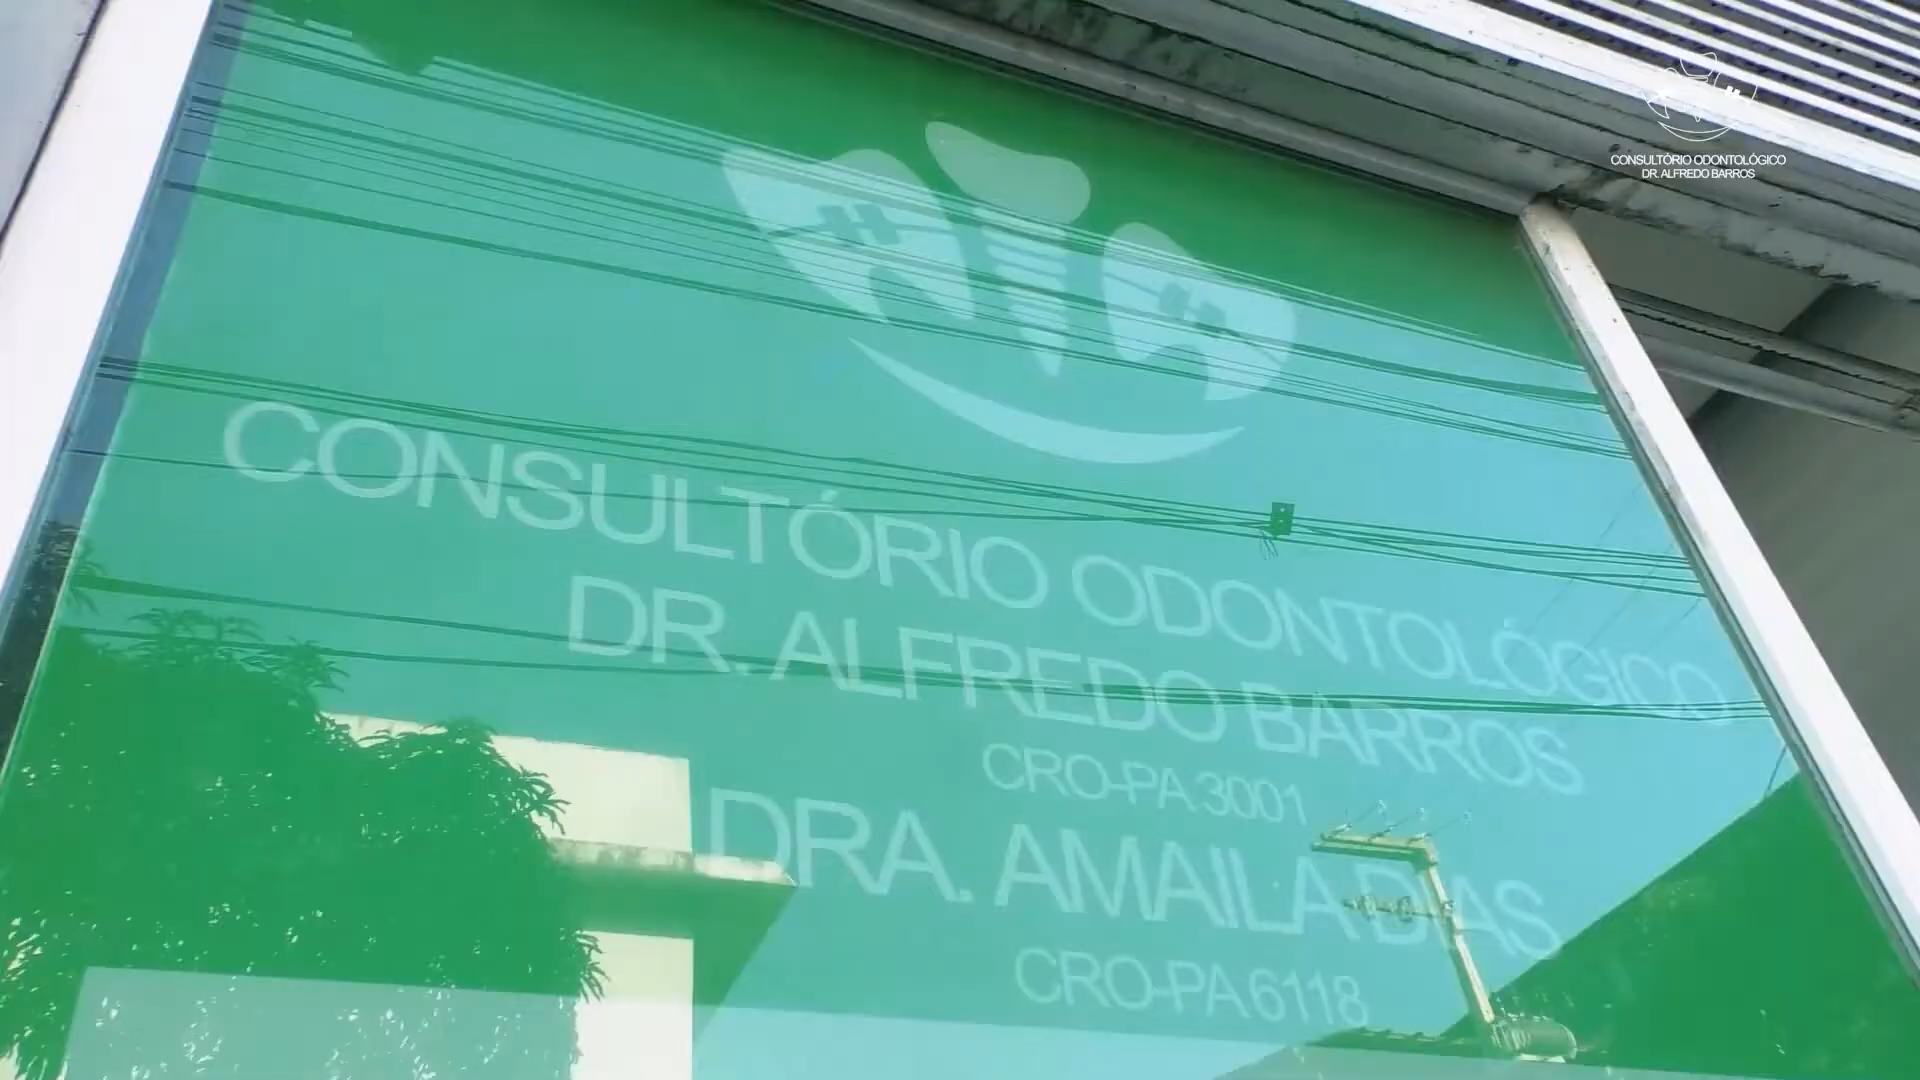 CONSULTÓRIO ODONTOLÓGICO
DR. ALFREDO BARROS
CONSULTÓRIO ODONTOLÓGICO
DR. ALFREDO BARROS
CRO-PA 3001
DRA. AMAILA DIAS
CRO-PA 6118